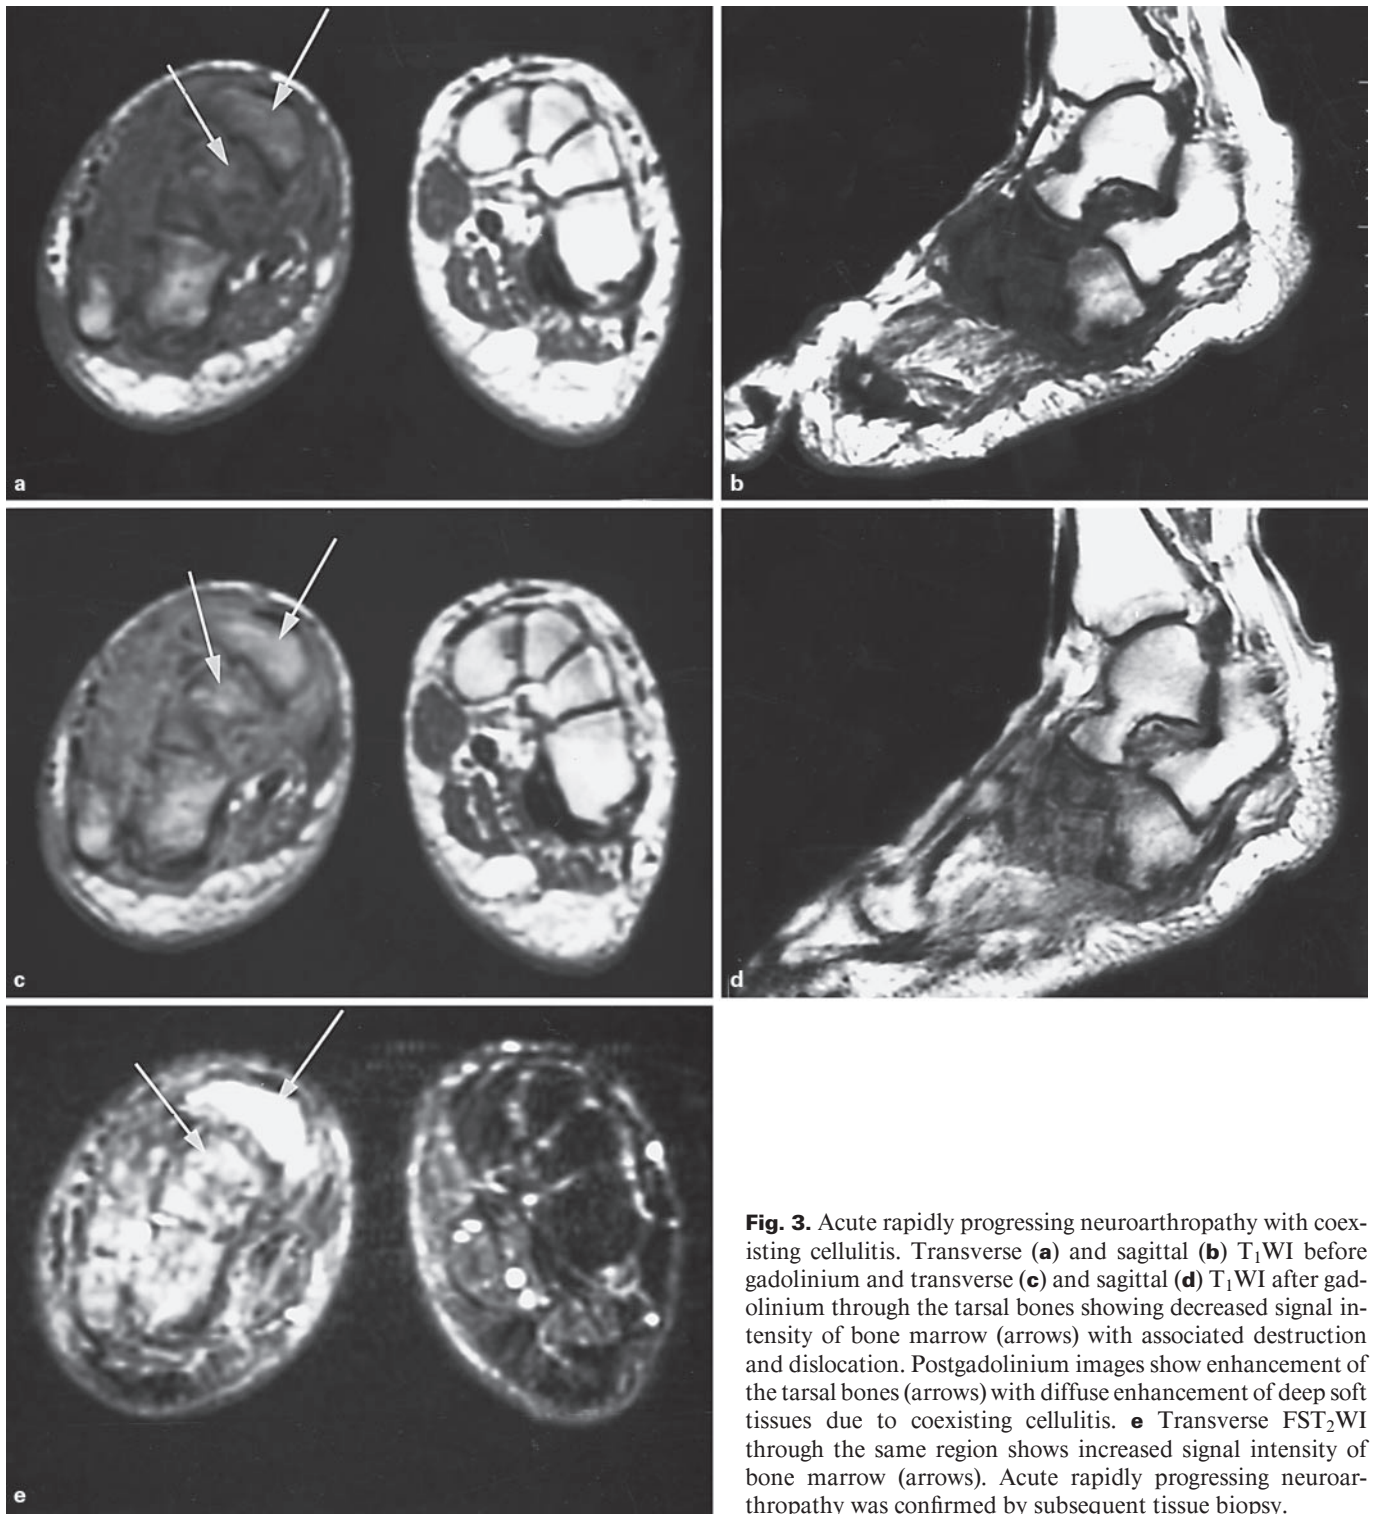 a
b
c
d
e
Fig. 3. Acute rapidly progressing neuroarthropathy with coex-
isting cellulitis. Transverse (a) and sagittal (b) T₁WI before
gadolinium and transverse (c) and sagittal (d) T₁WI after gad-
olinium through the tarsal bones showing decreased signal in-
tensity of bone marrow (arrows) with associated destruction
and dislocation. Postgadolinium images show enhancement of
the tarsal bones (arrows) with diffuse enhancement of deep soft
tissues due to coexisting cellulitis. e Transverse FST₂WI
through the same region shows increased signal intensity of
bone marrow (arrows). Acute rapidly progressing neuroar-
thropathy was confirmed by subsequent tissue biopsy.